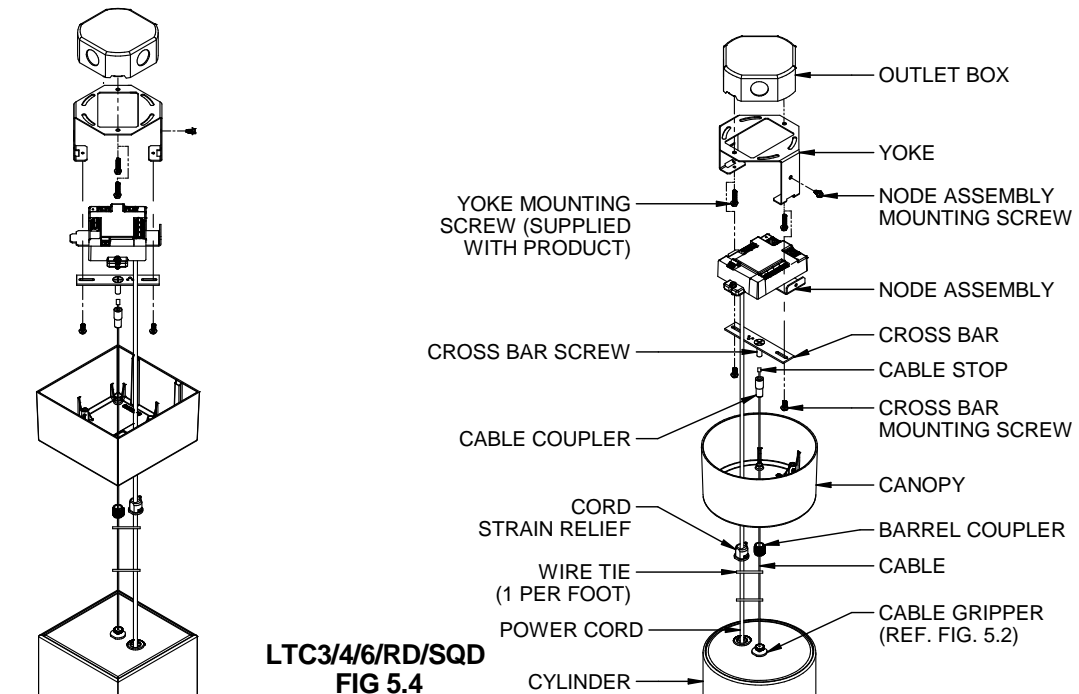 OUTLET BOX
YOKE
YOKE MOUNTING
SCREW (SUPPLIED
WITH PRODUCT)
NODE ASSEMBLY
MOUNTING SCREW
NODE ASSEMBLY
CROSS BAR
CROSS BAR SCREW
CABLE STOP
CROSS BAR
MOUNTING SCREW
CABLE COUPLER
CANOPY
CORD
STRAIN RELIEF
BARREL COUPLER
WIRE TIE
(1 PER FOOT)
CABLE
CABLE GRIPPER
(REF. FIG. 5.2)
POWER CORD
LTC3/4/6/RD/SQD
FIG 5.4
CYLINDER